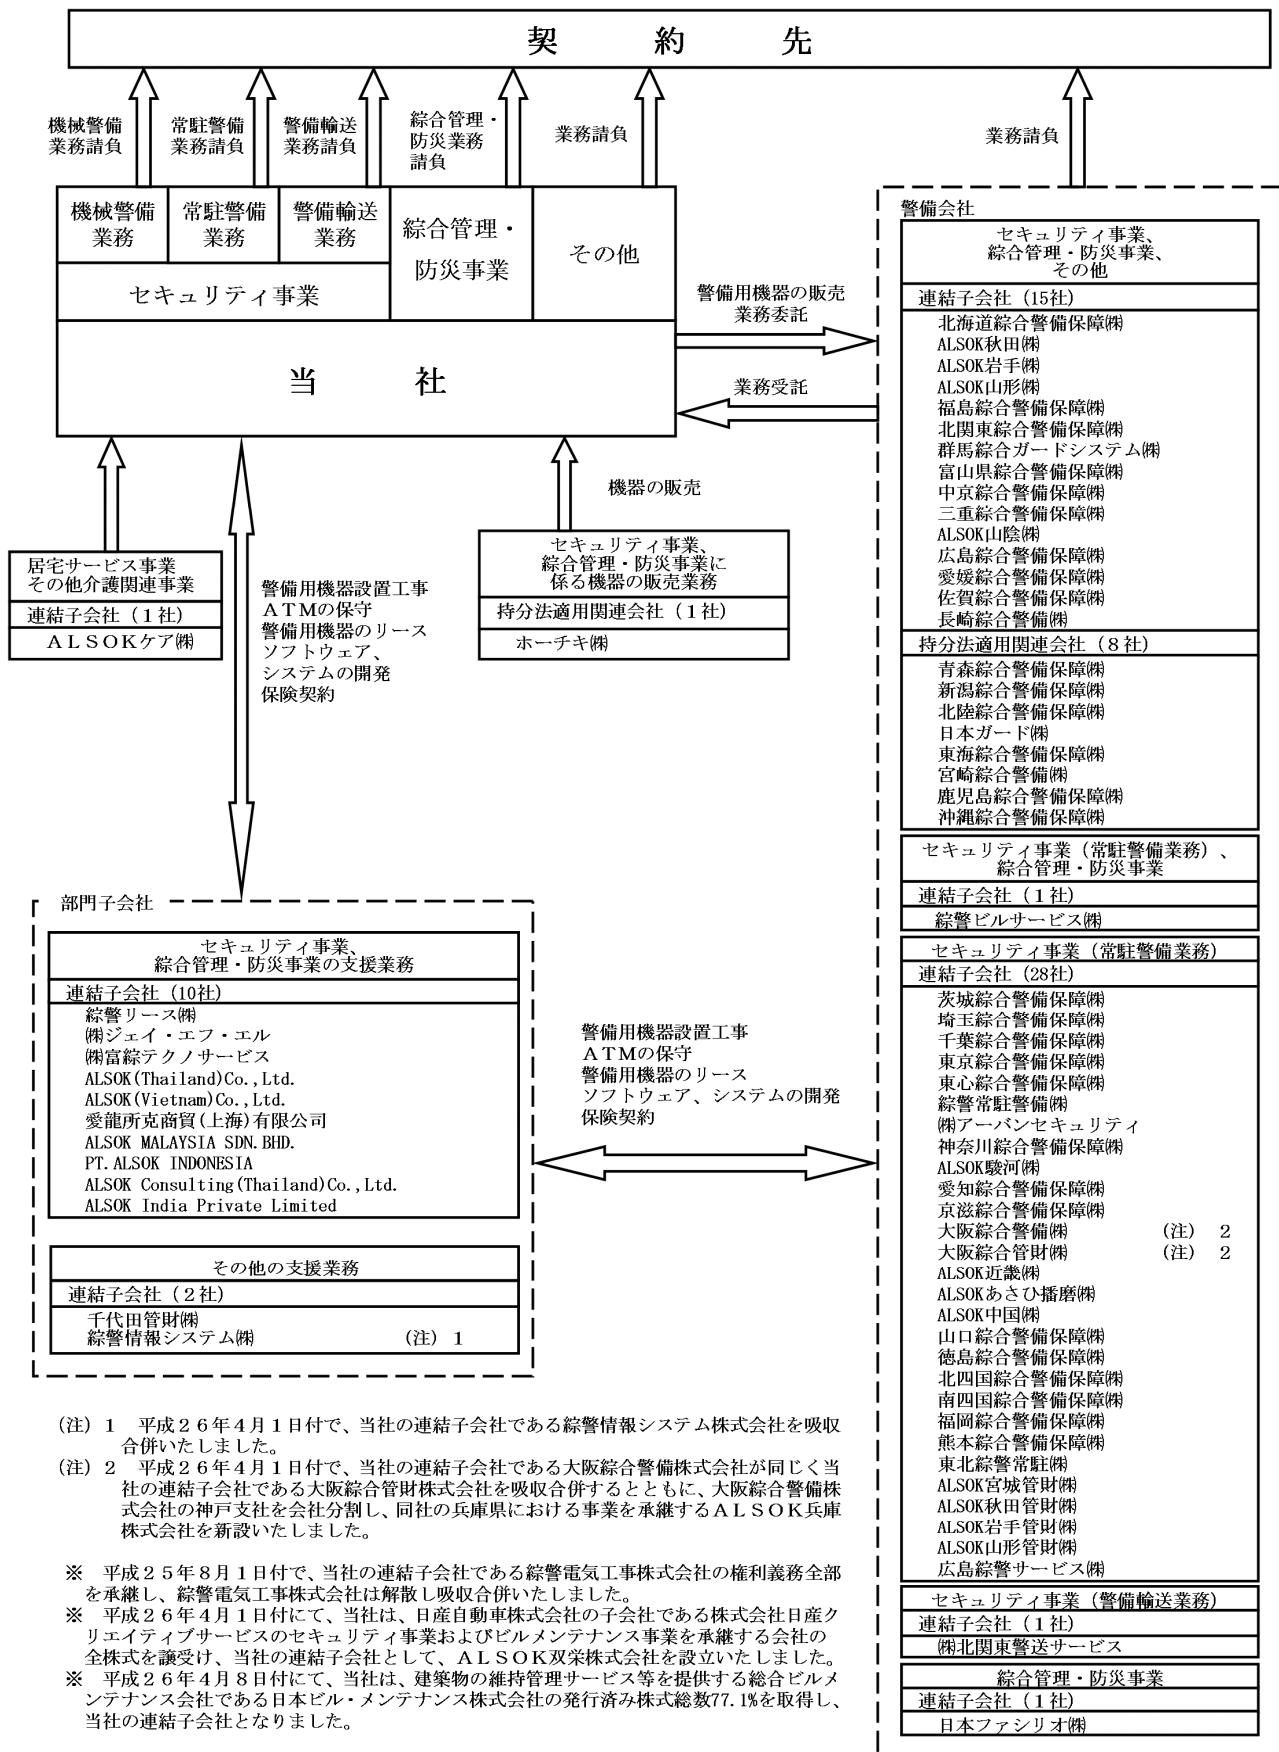 契約先
機械警備
業務請負
常駐警備
業務請負
警備輸送
業務請負
綜合管理・
防災業務
請負
業務請負
業務請負
機械警備
業務
常駐警備
業務
警備輸送
業務
綜合管理・
防災事業
その他
セキュリティ事業
当社
警備用機器の販売
業務委託
業務受託
機器の販売
居宅サービス事業
その他介護関連事業
連結子会社（１社）
ＡＬＳＯＫケア㈱
警備用機器設置工事
ＡＴＭの保守
警備用機器のリース
ソフトウェア、
システムの開発
保険契約
セキュリティ事業、
綜合管理・防災事業に
係る機器の販売業務
持分法適用関連会社（１社）
ホーチキ㈱
部門子会社
セキュリティ事業、
綜合管理・防災事業の支援業務
連結子会社（10社）
綜警リース㈱
㈱ジェイ・エフ・エル
㈱富綜テクノサービス
ALSOK(Thailand)Co.,Ltd.
ALSOK(Vietnam)Co.,Ltd.
愛龍所克商貿(上海)有限公司
ALSOK MALAYSIA SDN.BHD.
PT.ALSOK INDONESIA
ALSOK Consulting(Thailand)Co.,Ltd.
ALSOK India Private Limited
その他の支援業務
連結子会社（２社）
千代田管財㈱
綜警情報システム㈱ （注）１
警備用機器設置工事
ＡＴＭの保守
警備用機器のリース
ソフトウェア、システムの開発
保険契約
警備会社
セキュリティ事業、
綜合管理・防災事業、
その他
連結子会社（15社）
北海道綜合警備保障㈱
ALSOK秋田㈱
ALSOK岩手㈱
ALSOK山形㈱
福島綜合警備保障㈱
北関東綜合警備保障㈱
群馬綜合ガードシステム㈱
富山県綜合警備保障㈱
中京綜合警備保障㈱
三重綜合警備保障㈱
ALSOK山陰㈱
広島綜合警備保障㈱
愛媛綜合警備保障㈱
佐賀綜合警備保障㈱
長崎綜合警備㈱
持分法適用関連会社（８社）
青森綜合警備保障㈱
新潟綜合警備保障㈱
北陸綜合警備保障㈱
日本ガード㈱
東海綜合警備保障㈱
宮崎綜合警備㈱
鹿児島綜合警備保障㈱
沖縄綜合警備保障㈱
セキュリティ事業（常駐警備業務）、
綜合管理・防災事業
連結子会社（１社）
綜警ビルサービス㈱
セキュリティ事業（常駐警備業務）
連結子会社（28社）
茨城綜合警備保障㈱
埼玉綜合警備保障㈱
千葉綜合警備保障㈱
東京綜合警備保障㈱
東心綜合警備保障㈱
綜警常駐警備㈱
㈱アーバンセキュリティ
神奈川綜合警備保障㈱
ALSOK駿河㈱
愛知綜合警備保障㈱
京滋綜合警備保障㈱
大阪綜合警備㈱ （注）２
大阪綜合管財㈱ （注）２
ALSOK近畿㈱
ALSOKあさひ播磨㈱
ALSOK中国㈱
山口綜合警備保障㈱
徳島綜合警備保障㈱
北四国綜合警備保障㈱
南四国綜合警備保障㈱
福岡綜合警備保障㈱
熊本綜合警備保障㈱
東北綜警常駐㈱
ALSOK宮城管財㈱
ALSOK秋田管財㈱
ALSOK岩手管財㈱
ALSOK山形管財㈱
広島綜警サービス㈱
セキュリティ事業（警備輸送業務）
連結子会社（１社）
㈱北関東警送サービス
綜合管理・防災事業
連結子会社（１社）
日本ファシリオ㈱
（注）１　平成２６年４月１日付で、当社の連結子会社である綜警情報システム株式会社を吸収
合併いたしました。
（注）２　平成２６年４月１日付で、当社の連結子会社である大阪綜合警備株式会社が同じく当
社の連結子会社である大阪綜合管財株式会社を吸収合併するとともに、大阪綜合警備株
式会社の神戸支社を会社分割し、同社の兵庫県における事業を承継するＡＬＳＯＫ兵庫
株式会社を新設いたしました。
※　平成２５年８月１日付で、当社の連結子会社である綜警電気工事株式会社の権利義務全部
を承継し、綜警電気工事株式会社は解散し吸収合併いたしました。
※　平成２６年４月１日付にて、当社は、日産自動車株式会社の子会社である株式会社日産ク
リエイティブサービスのセキュリティ事業およびビルメンテナンス事業を承継する会社の
全株式を譲受け、当社の連結子会社として、ＡＬＳＯＫ双栄株式会社を設立いたしました。
※　平成２６年４月８日付にて、当社は、建築物の維持管理サービス等を提供する総合ビルメ
ンテナンス会社である日本ビル・メンテナンス株式会社の発行済み株式総数77.1%を取得し、
当社の連結子会社となりました。